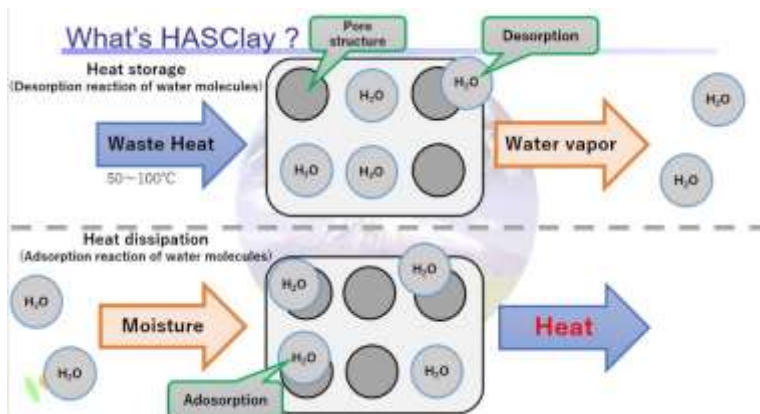 What's HASClay ?
Pore
structure
Desorption
Heat storage
(Desorption reaction of water molecules)
H₂O
H₂O
H₂O
Waste Heat
Water vapor
50～100℃
H₂O
H₂O
H₂O
Heat dissipation
(Adsorption reaction of water molecules)
H₂O
H₂O
H₂O
Moisture
Heat
H₂O
H₂O
H₂O
Adosorption